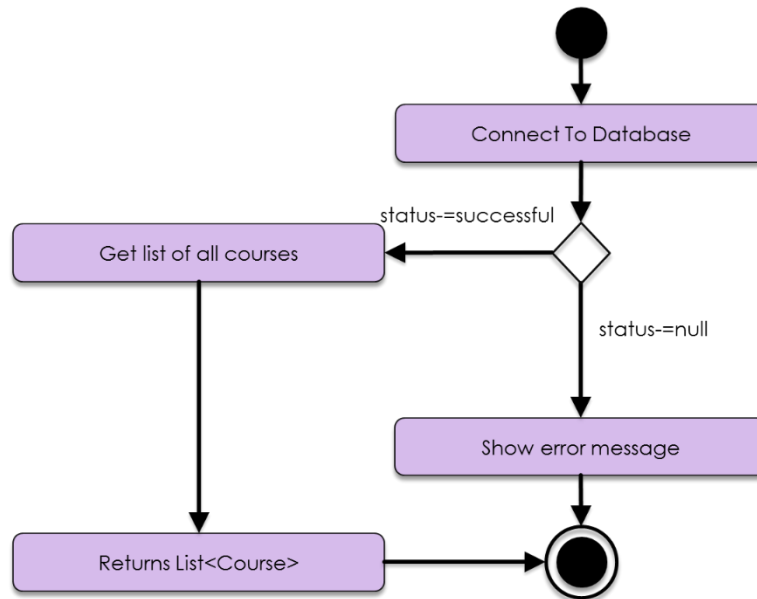 Connect To Database
status-=successful
Get list of all courses
status-=null
Show error message
Returns List<Course>